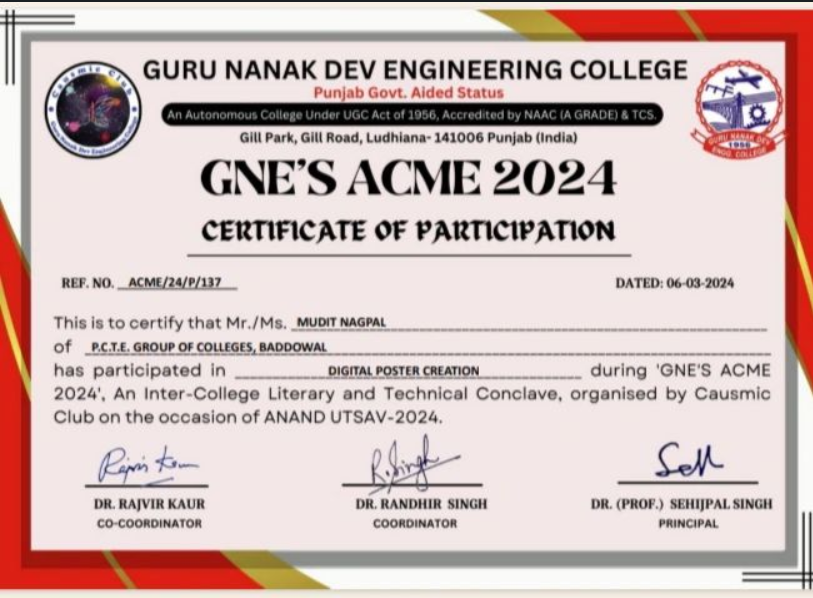 GURU NANAK DEV ENGINEERING COLLEGE
Punjab Govt. Aided Status
An Autonomous College Under UGC Act of 1956, Accredited by NAAC (A GRADE) & TCS.
Gill Park, Gill Road, Ludhiana- 141006 Punjab (India)
Causmic Club
Guru Nanak Dev Engineering College
GURU NANAK DEV
1956
ENGG. COLLEGE
GNE'S ACME 2024
CERTIFICATE OF PARTICIPATION
REF. NO. ACME/24/P/137 DATED: 06-03-2024
This is to certify that Mr./Ms. MUDIT NAGPAL
of P.C.T.E. GROUP OF COLLEGES, BADDOWAL
has participated in DIGITAL POSTER CREATION during 'GNE'S ACME
2024', An Inter-College Literary and Technical Conclave, organised by Causmic
Club on the occasion of ANAND UTSAV-2024.
R.Singh
DR. RAJVIR KAUR DR. RANDHIR SINGH DR. (PROF.) SEHIJPAL SINGH
CO-COORDINATOR COORDINATOR PRINCIPAL